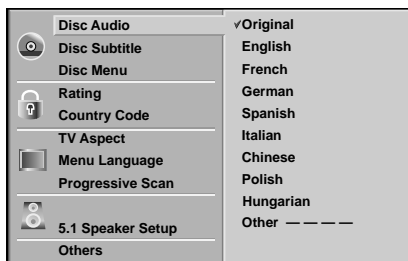 Disc Audio
Disc Subtitle
Disc Menu
Rating
Country Code
TV Aspect
Menu Language
Progressive Scan
5.1 Speaker Setup
Others
✓Original
English
French
German
Spanish
Italian
Chinese
Polish
Hungarian
Other — — — —